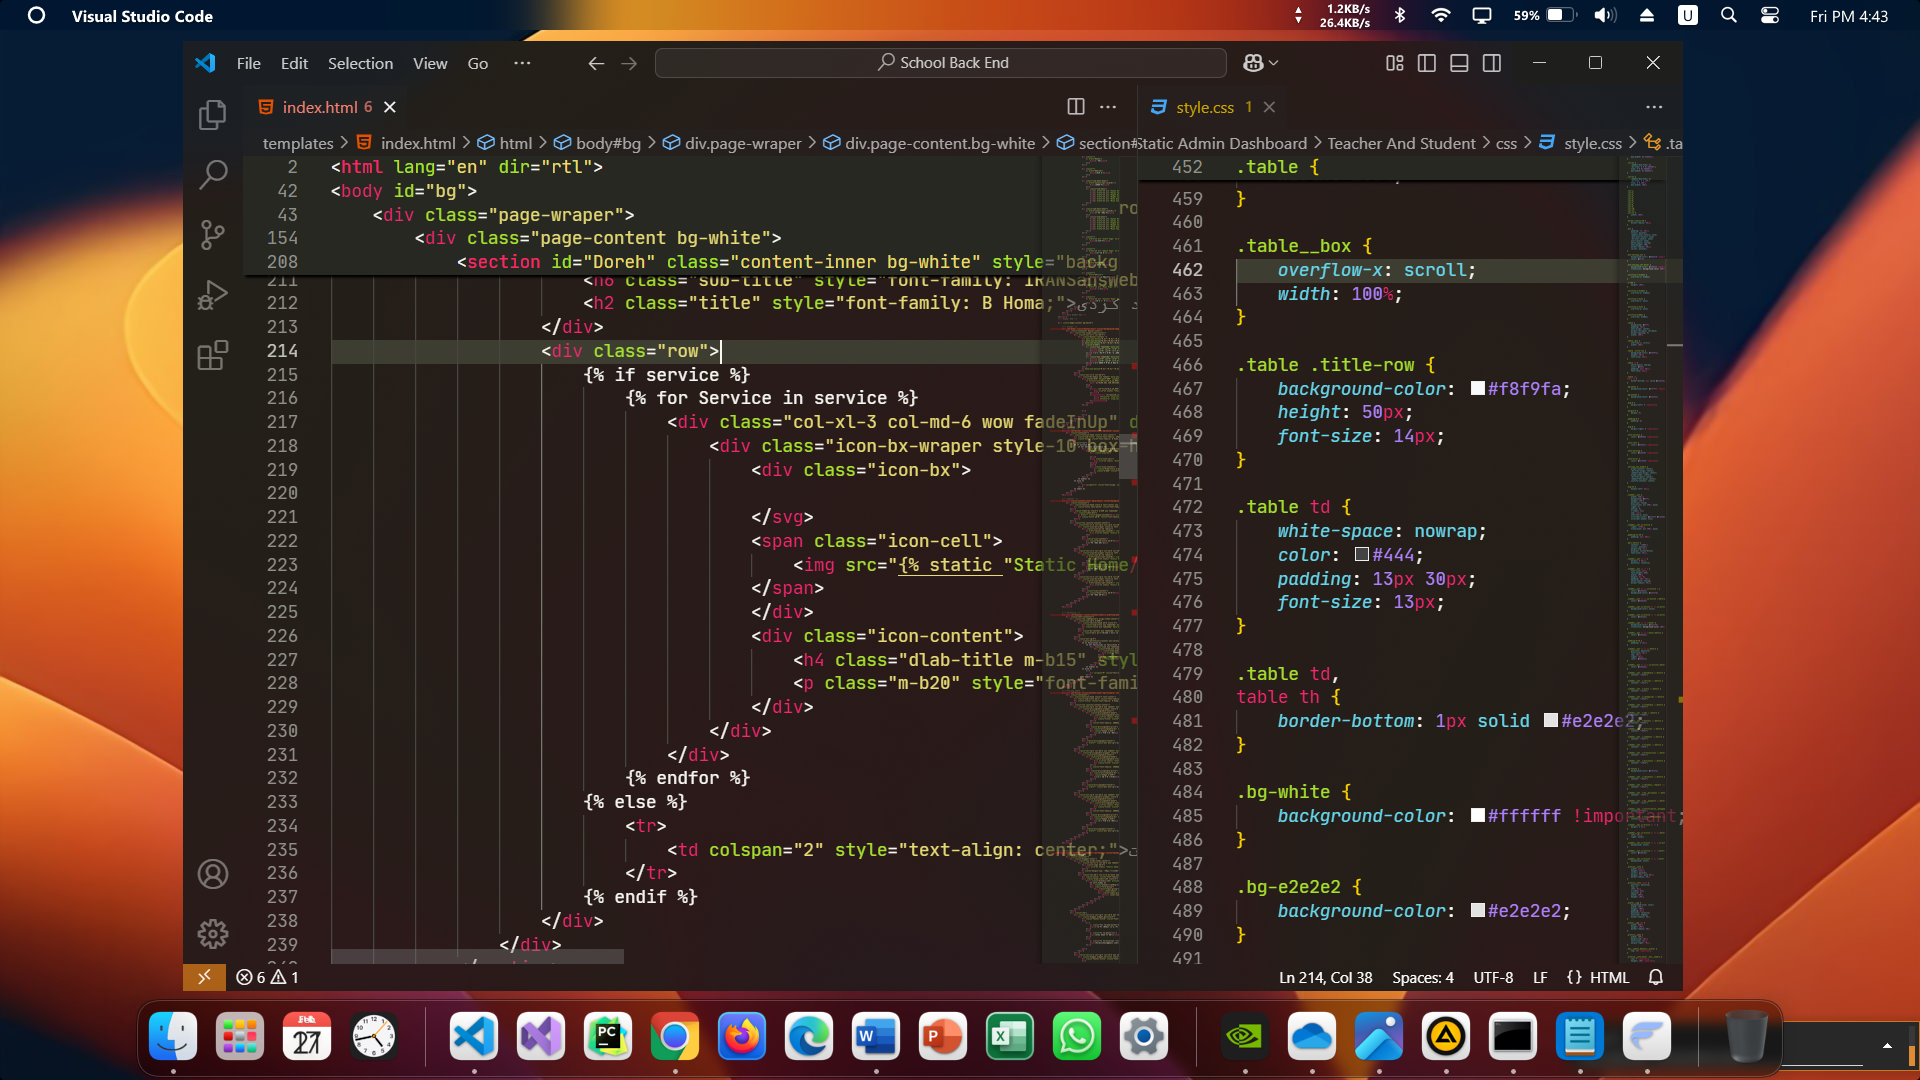 Visual Studio Code
1.2KB/s
26.4KB/s
59%
U
Fri PM 4:43
File Edit Selection View Go ···
School Back End
index.html 6
templates > index.html > html > body#bg > div.page-wraper > div.page-content.bg-white > section#
2 <html lang="en" dir="rtl">
42 <body id="bg">
43 <div class="page-wraper">
154 <div class="page-content bg-white">
208 <section id="Doreh" class="content-inner bg-white" style="backg
211 <h6 class="sub-title" style="font-family: IRANSansWeb
212 <h2 class="title" style="font-family: B Homa;">
213 </div>
214 <div class="row">
215 {% if service %}
216 {% for Service in service %}
217 <div class="col-xl-3 col-md-6 wow fadeInUp" d
218 <div class="icon-bx-wraper style-10 box-h
219 <div class="icon-bx">
220
221 </svg>
222 <span class="icon-cell">
223 <img src="{% static "Static Home/
224 </span>
225 </div>
226 <div class="icon-content">
227 <h4 class="dlab-title m-b15" styl
228 <p class="m-b20" style="font-fami
229 </div>
230 </div>
231 </div>
232 {% endfor %}
233 {% else %}
234 <tr>
235 <td colspan="2" style="text-align: center;">
236 </tr>
237 {% endif %}
238 </div>
239 </div>
style.css 1
Static Admin Dashboard > Teacher And Student > css > style.css > .ta
452 .table {
459 }
460
461 .table__box {
462 overflow-x: scroll;
463 width: 100%;
464 }
465
466 .table .title-row {
467 background-color: #f8f9fa;
468 height: 50px;
469 font-size: 14px;
470 }
471
472 .table td {
473 white-space: nowrap;
474 color: #444;
475 padding: 13px 30px;
476 font-size: 13px;
477 }
478
479 .table td,
480 table th {
481 border-bottom: 1px solid #e2e2e2;
482 }
483
484 .bg-white {
485 background-color: #ffffff !important;
486 }
487
488 .bg-e2e2e2 {
489 background-color: #e2e2e2;
490 }
491
6 1
Ln 214, Col 38 Spaces: 4 UTF-8 LF {} HTML
27
PC
W
P
X